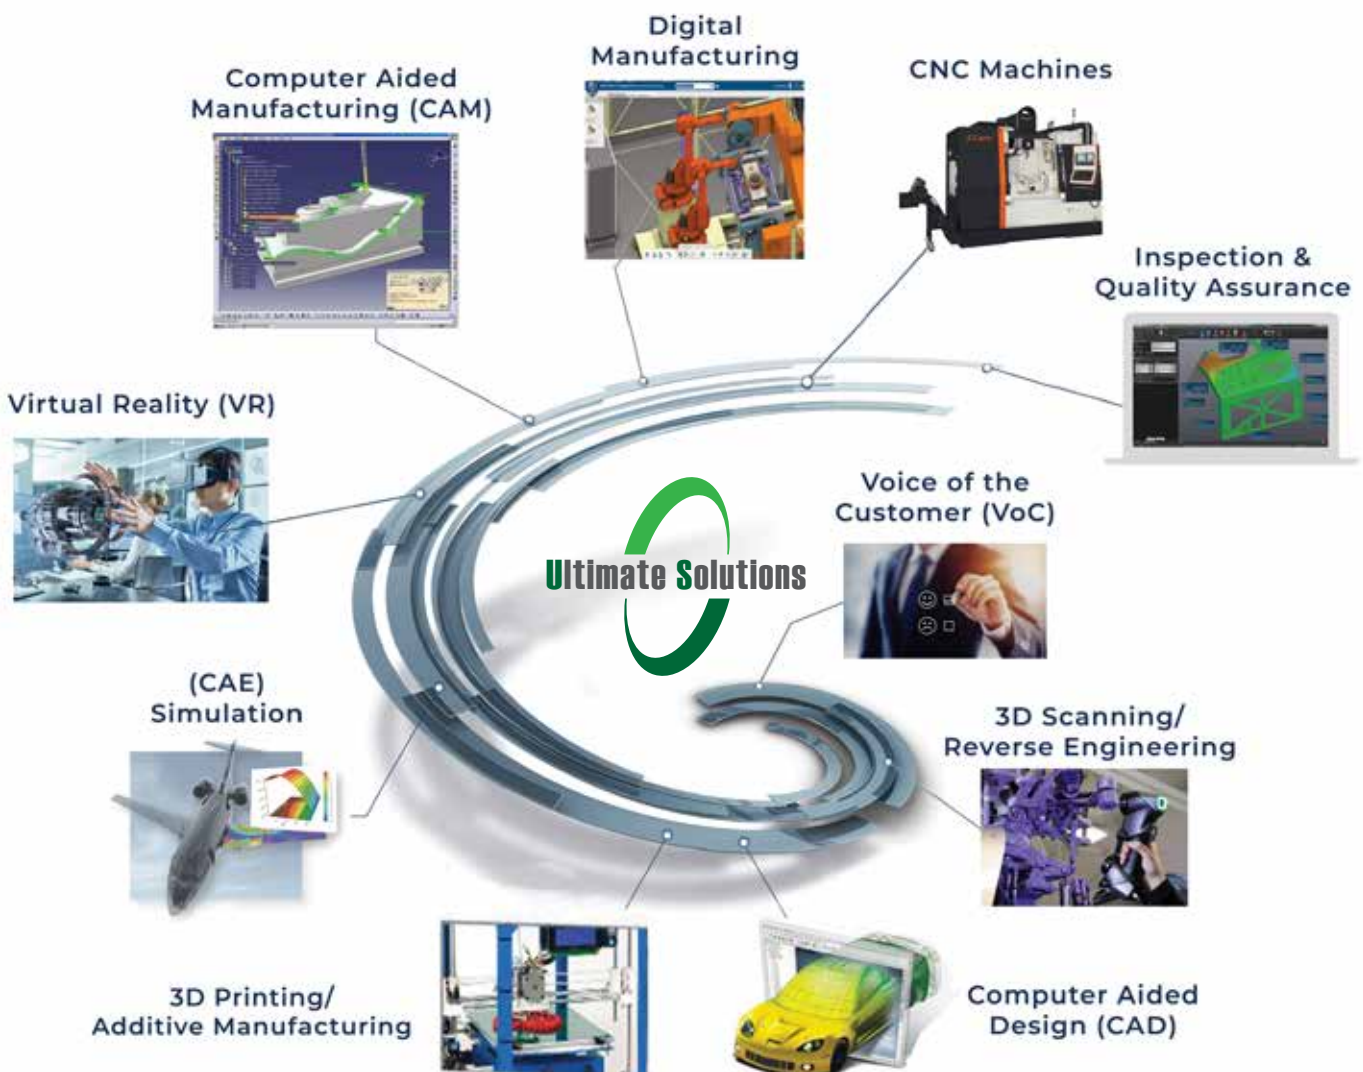 Digital
Manufacturing
Computer Aided
Manufacturing (CAM)
CNC Machines
Inspection &
Quality Assurance
Virtual Reality (VR)
Voice of the
Customer (VoC)
Ultimate Solutions
(CAE)
Simulation
3D Scanning/
Reverse Engineering
3D Printing/
Additive Manufacturing
Computer Aided
Design (CAD)